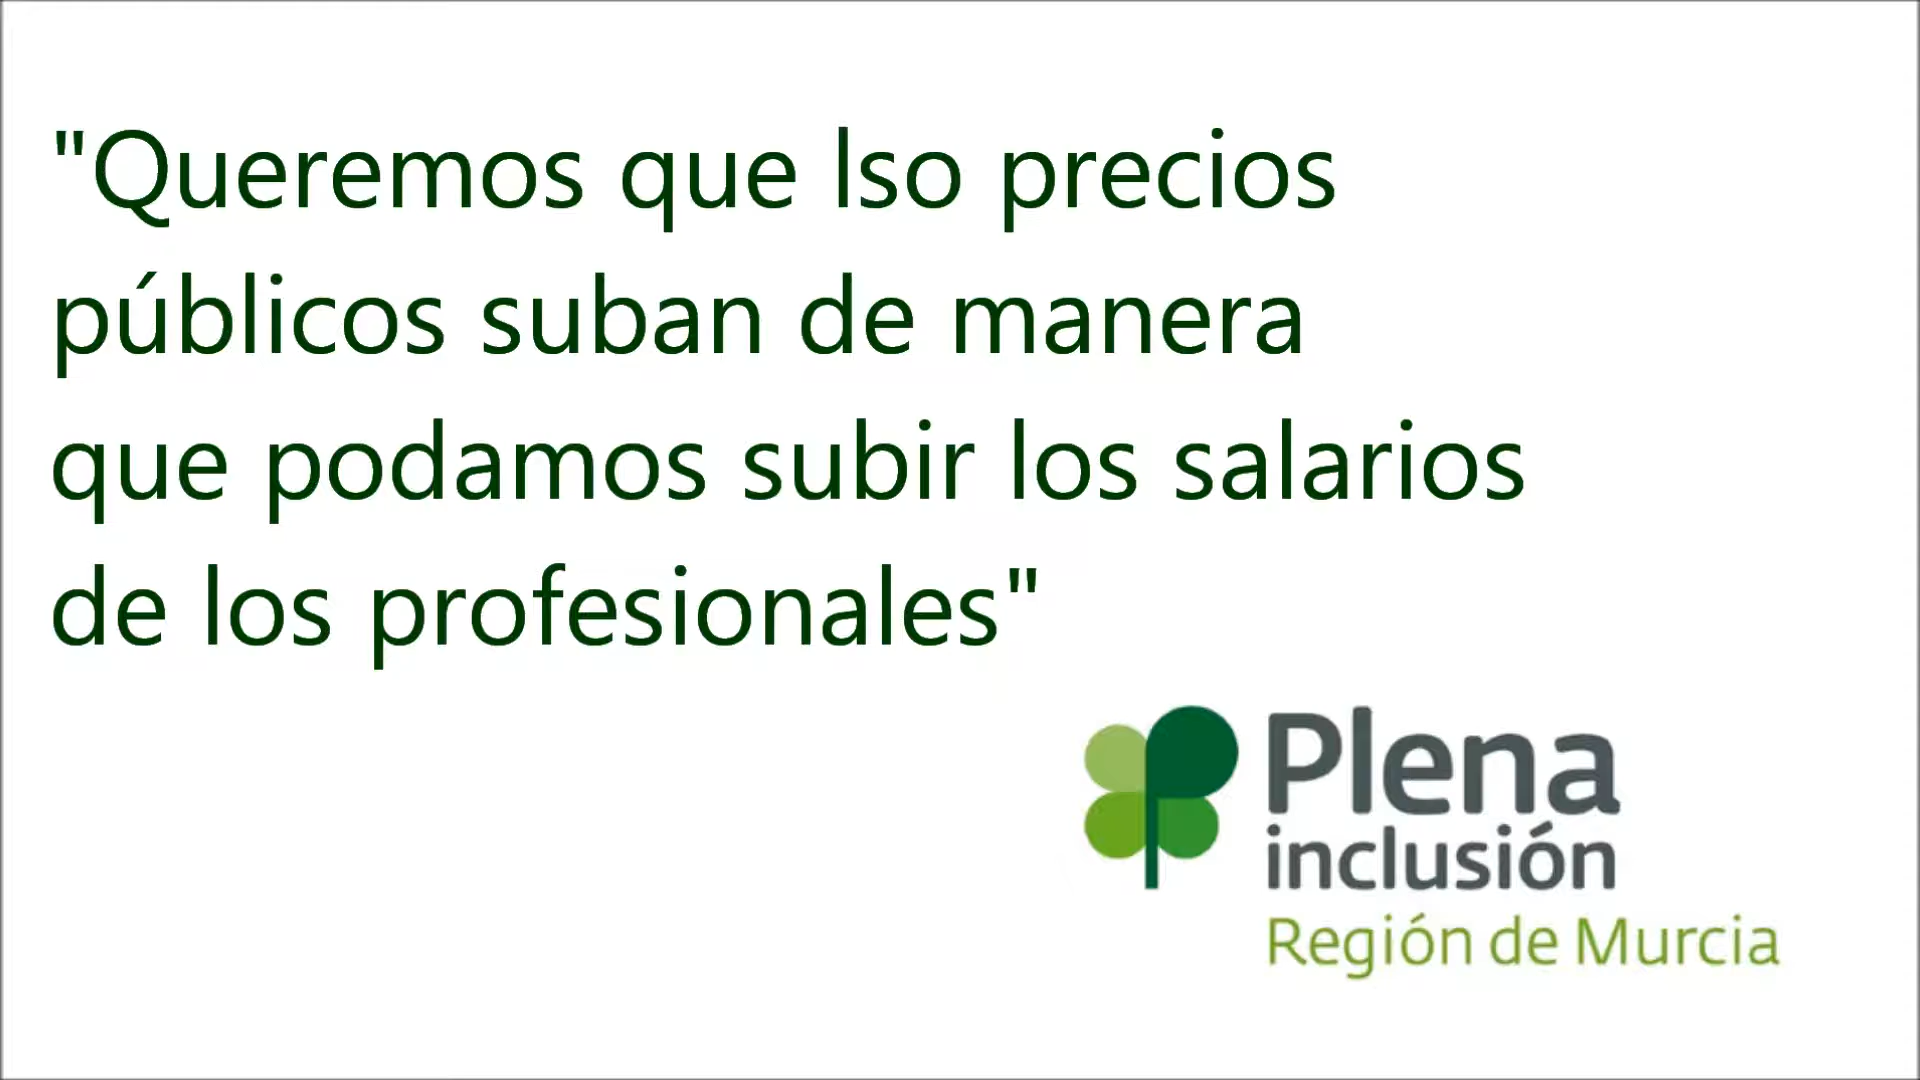 "Queremos que lso precios
públicos suban de manera
que podamos subir los salarios
de los profesionales"
Plena
inclusión
Región de Murcia